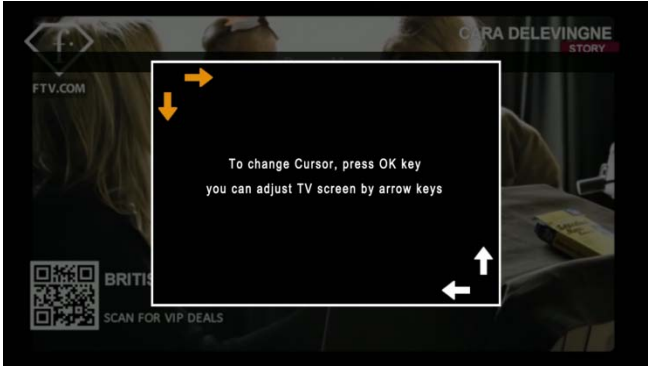 CARA DELEVINGNE
STORY
f.
FTV.COM
To change Cursor, press OK key
you can adjust TV screen by arrow keys
BRITIS
SCAN FOR VIP DEALS